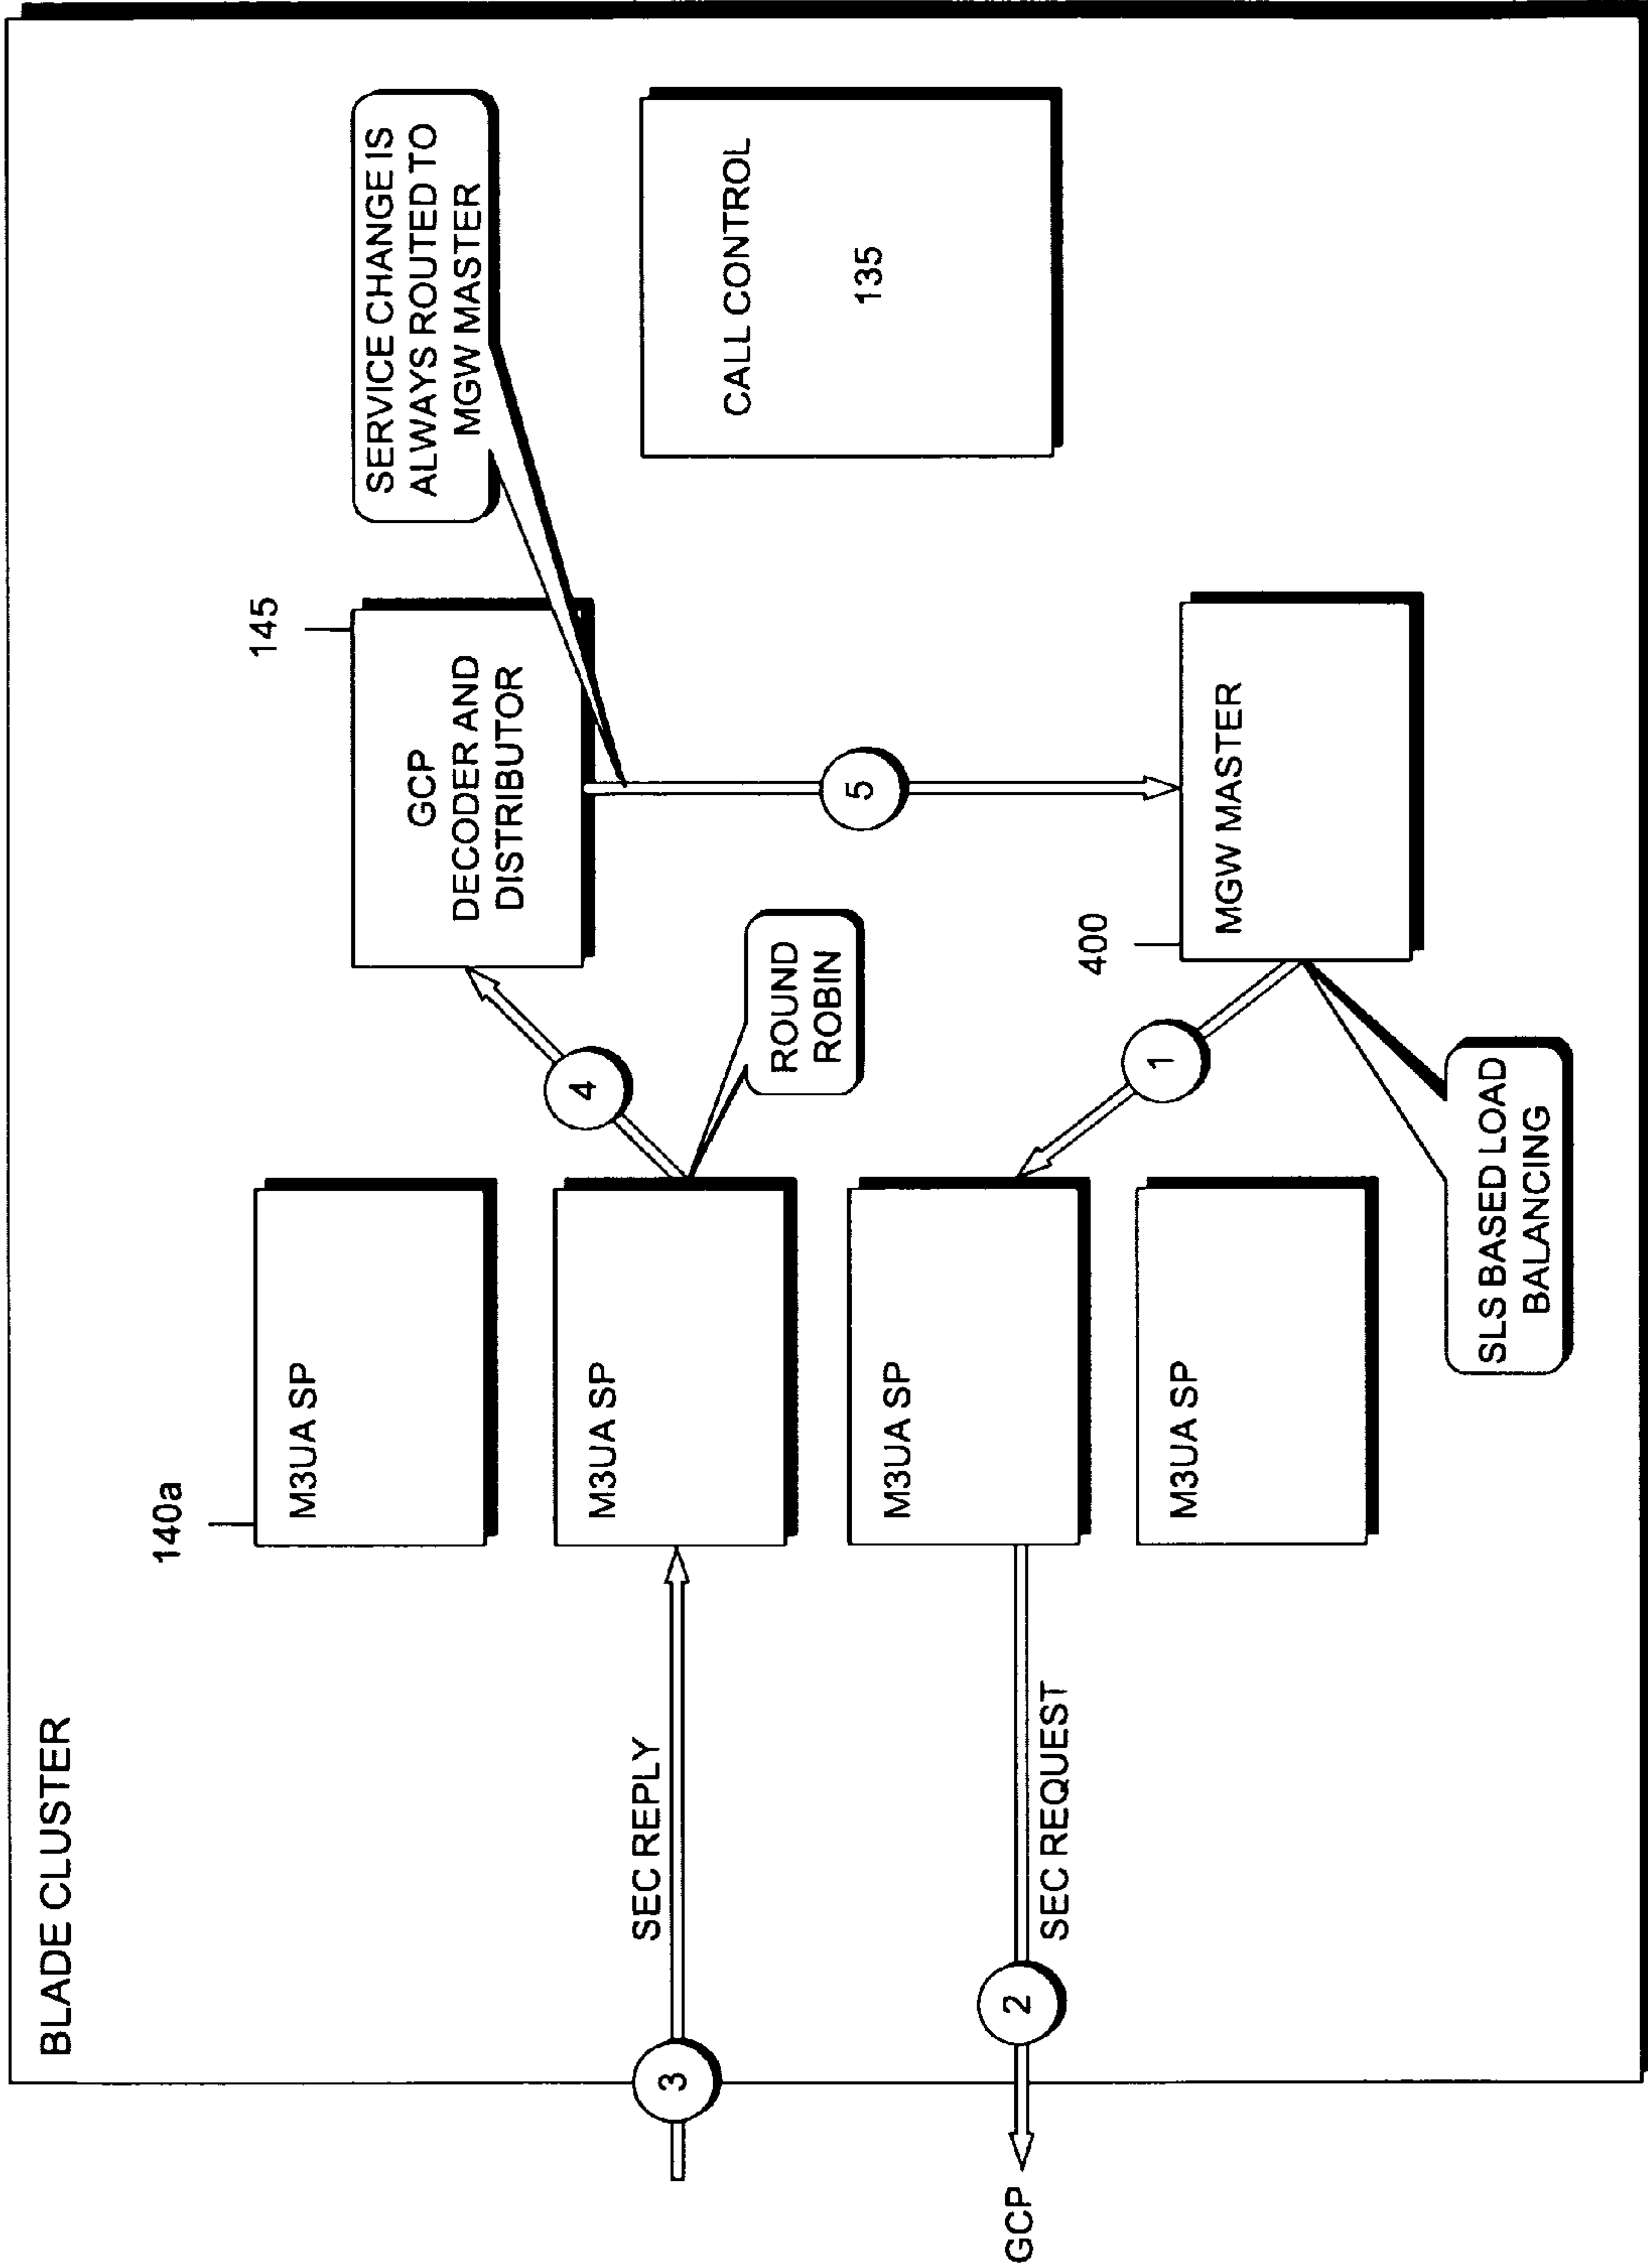 BLADE CLUSTER
140a
M3UA SP
M3UA SP
M3UA SP
M3UA SP
3
SEC REPLY
GCP
2
SEC REQUEST
4
ROUND
ROBIN
1
SLS BASED LOAD
BALANCING
145
GCP
DECODER AND
DISTRIBUTOR
5
400
MGW MASTER
SERVICE CHANGE IS
ALWAYS ROUTED TO
MGW MASTER
CALL CONTROL
135